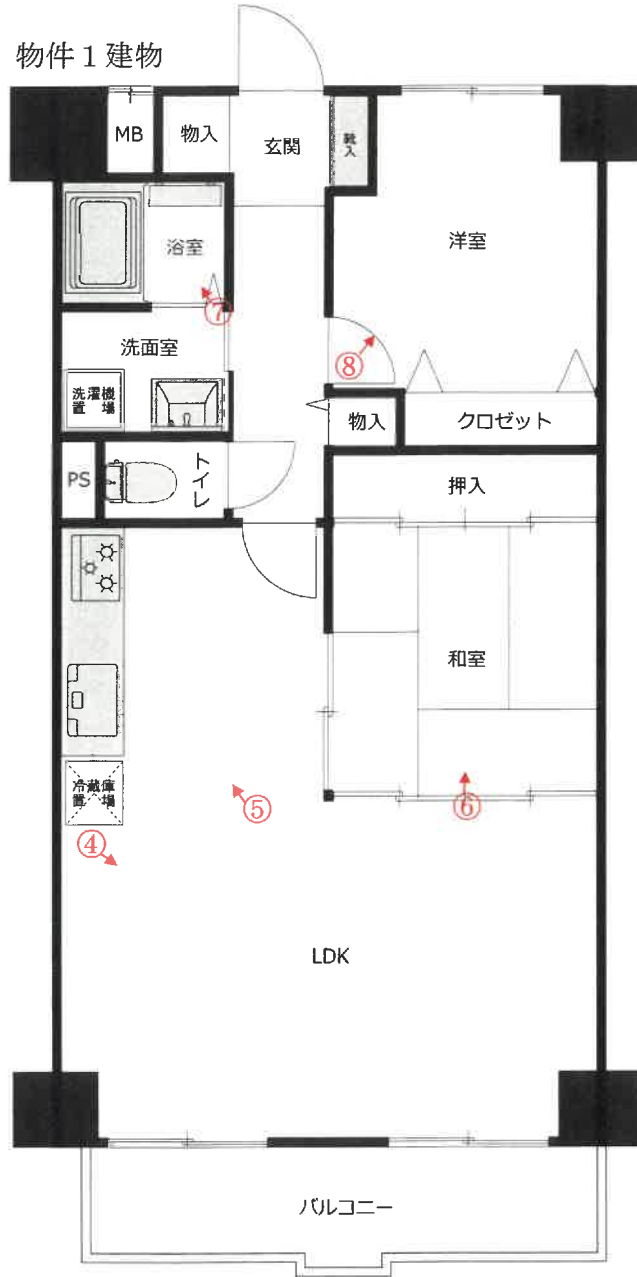 物件1建物
MB
物入
玄関
靴入
洋室
浴室
⑦
洗面室
⑧
洗濯機
置場
物入
クロゼット
PS
トイレ
押入
和室
冷蔵庫
置場
⑤
⑥
④
LDK
バルコニー